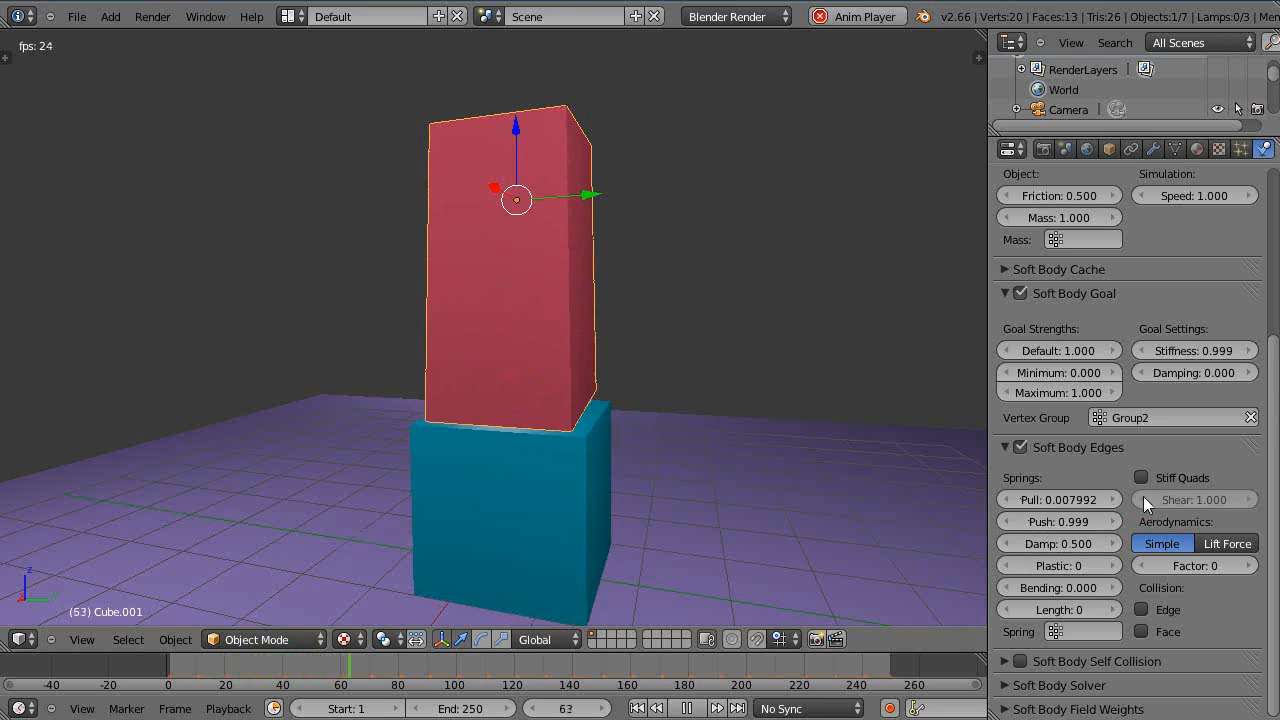 File Add Render Window Help Default Scene Blender Render Anim Player v2.66 | Verts:20 | Faces:13 | Tris:26 | Objects:1/7 | Lamps:0/3 |
fps: 24
View Search All Scenes
RenderLayers
World
Camera
Object: Simulation:
Friction: 0.500 Speed: 1.000
Mass: 1.000
Mass:
Soft Body Cache
Soft Body Goal
Goal Strengths: Goal Settings:
Default: 1.000 Stiffness: 0.999
Minimum: 0.000 Damping: 0.000
Maximum: 1.000
Vertex Group Group2
Soft Body Edges
Springs: Stiff Quads
Pull: 0.007992 Shear: 1.000
Push: 0.999 Aerodynamics:
Damp: 0.500 Simple Lift Force
Plastic: 0 Factor: 0
Bending: 0.000 Collision:
Length: 0 Edge
Spring Face
Soft Body Self Collision
Soft Body Solver
Soft Body Field Weights
z
(53) Cube.001
View Select Object Object Mode Global
-40 -20 0 20 40 60 80 100 120 140 160 180 200 220 240 260
View Marker Frame Playback Start: 1 End: 250 63 No Sync